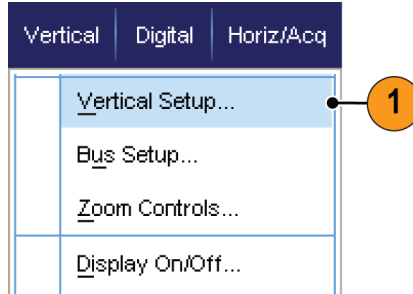 Vertical Digital Horiz/Acq
Vertical Setup... 1
Bus Setup...
Zoom Controls...
Display On/Off...